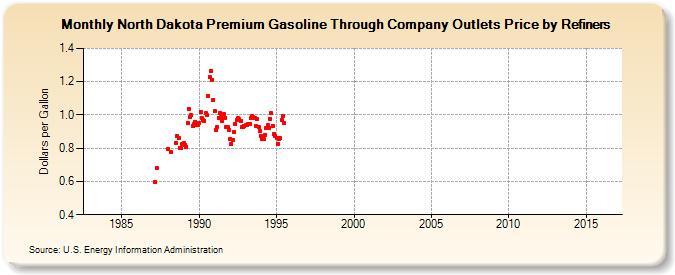 Monthly North Dakota Premium Gasoline Through Company Outlets Price by Refiners
Dollars per Gallon
1.4
1.2
1.0
0.8
0.6
0.4
1985 1990 1995 2000 2005 2010 2015
Source: U.S. Energy Information Administration